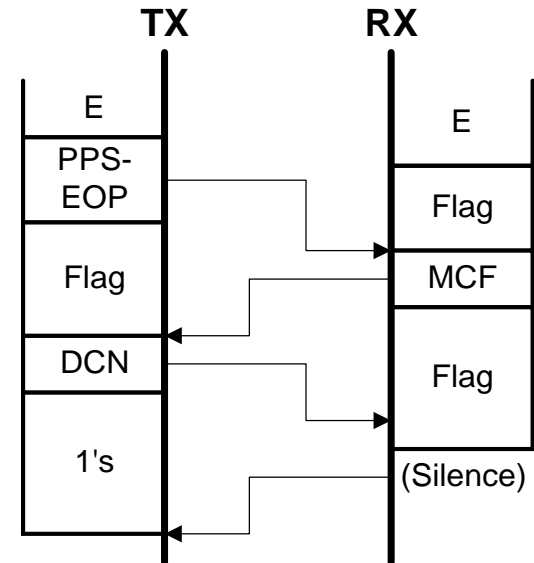 TX
RX
E
PPS-
EOP
Flag
DCN
1's
E
Flag
MCF
Flag
(Silence)